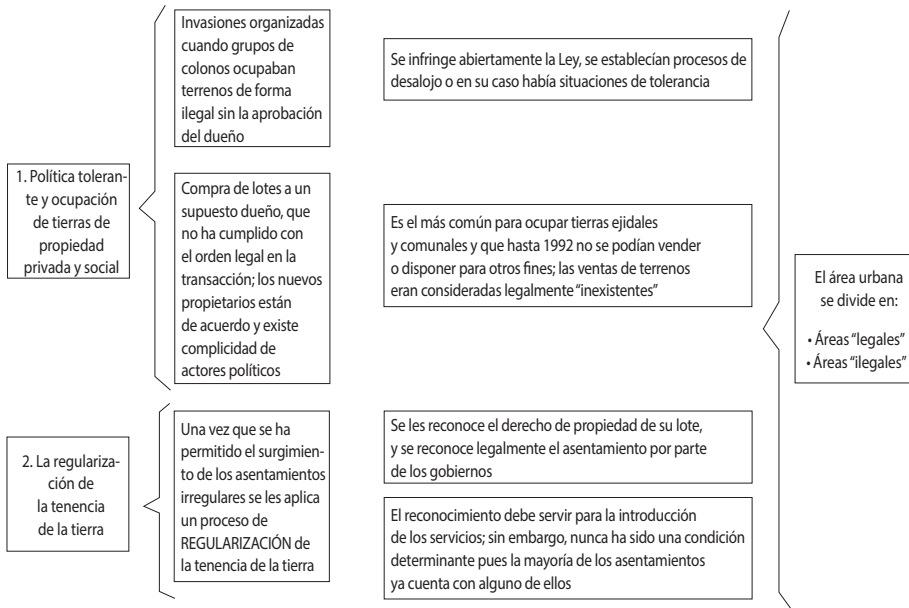 1. Política toleran-
te y ocupación
de tierras de
propiedad
privada y social
Invasiones organizadas
cuando grupos de
colonos ocupaban
terrenos de forma
ilegal sin la aprobación
del dueño
Se infringe abiertamente la Ley, se establecían procesos de
desalojo o en su caso había situaciones de tolerancia
Compra de lotes a un
supuesto dueño, que
no ha cumplido con
el orden legal en la
transacción; los nuevos
propietarios están
de acuerdo y existe
complicidad de
actores políticos
Es el más común para ocupar tierras ejidales
y comunales y que hasta 1992 no se podían vender
o disponer para otros fines; las ventas de terrenos
eran consideradas legalmente “inexistentes”
2. La regulariza-
ción de
la tenencia
de la tierra
Una vez que se ha
permitido el surgimien-
to de los asentamientos
irregulares se les aplica
un proceso de
REGULARIZACIÓN de
la tenencia de la tierra
Se les reconoce el derecho de propiedad de su lote,
y se reconoce legalmente el asentamiento por parte
de los gobiernos
El reconocimiento debe servir para la introducción
de los servicios; sin embargo, nunca ha sido una condición
determinante pues la mayoría de los asentamientos
ya cuenta con alguno de ellos
El área urbana
se divide en:
• Áreas “legales”
• Áreas “ilegales”